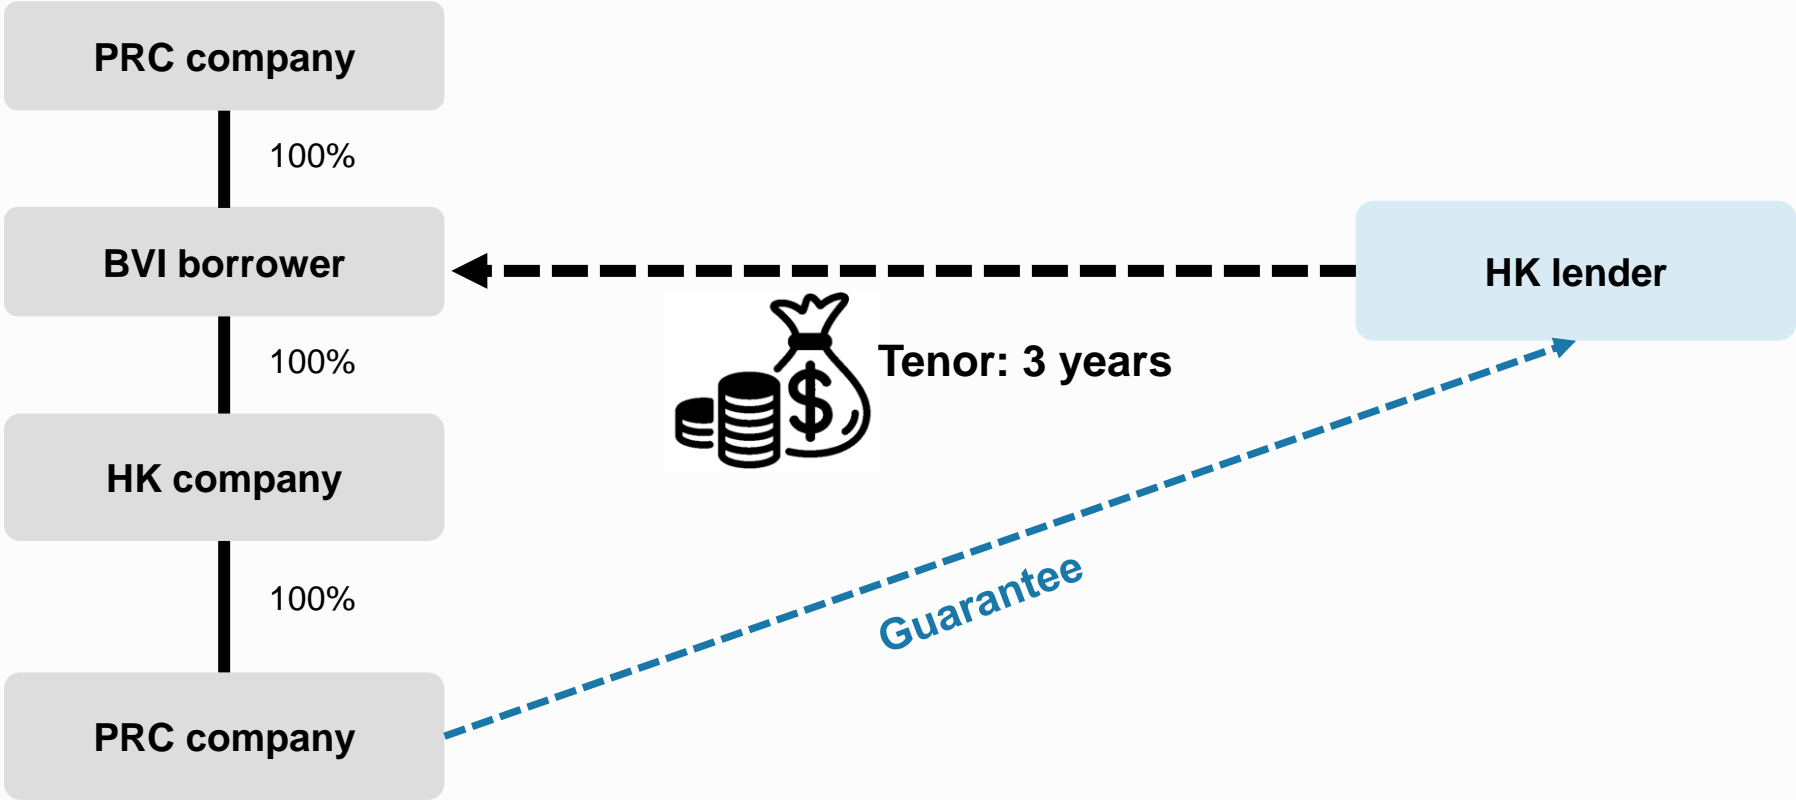 PRC company
100%
BVI borrower
HK lender
100%
Tenor: 3 years
$
HK company
Guarantee
100%
PRC company